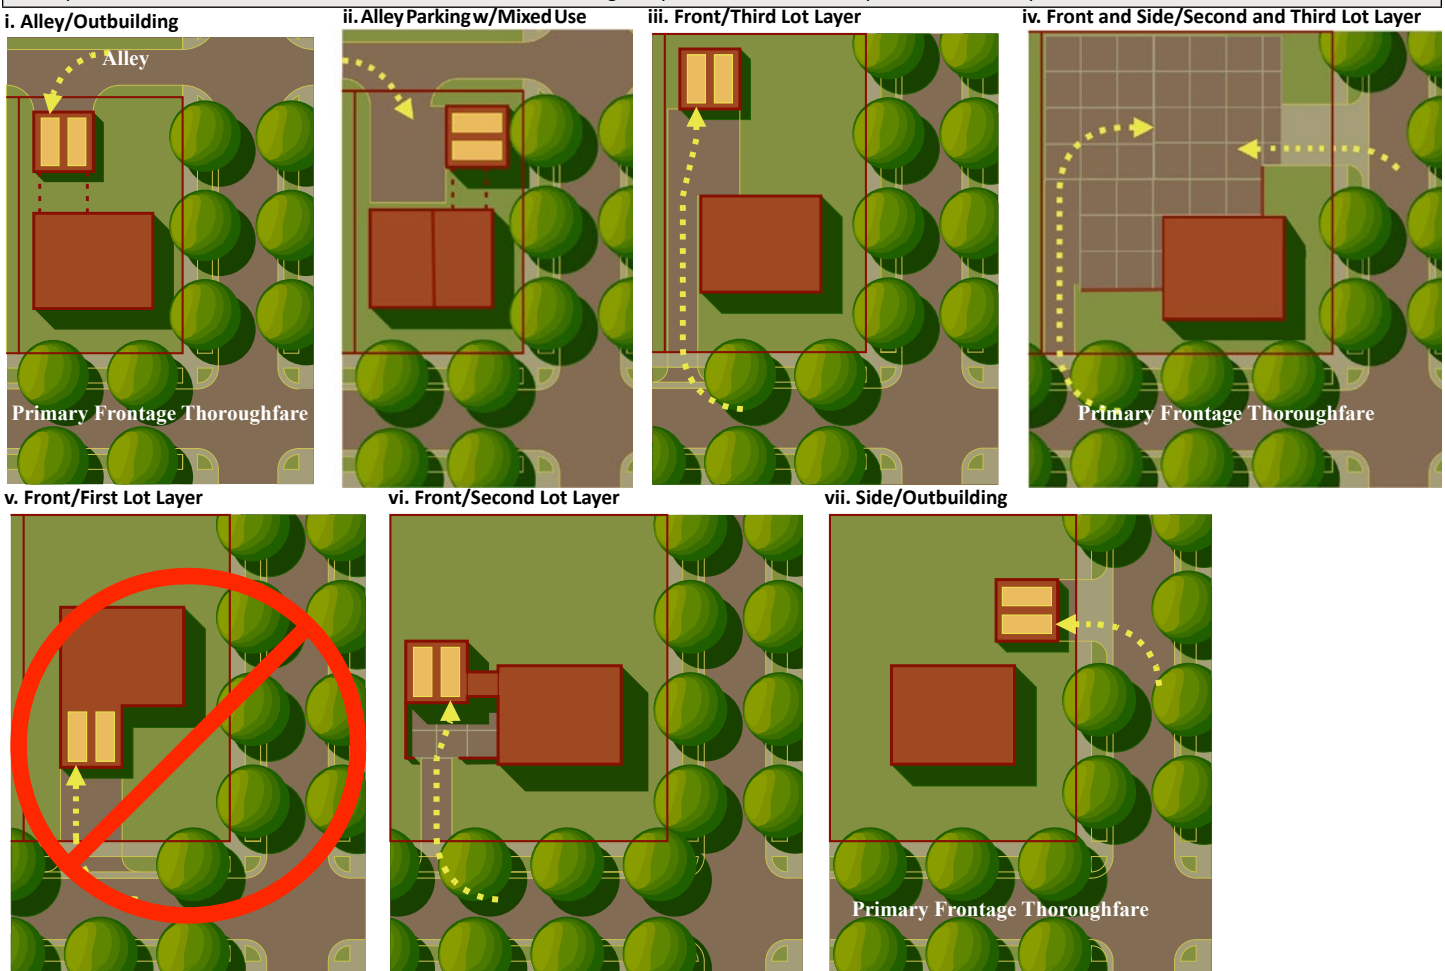 i. Alley/Outbuilding
ii. Alley Parking w/Mixed Use
iii. Front/Third Lot Layer
iv. Front and Side/Second and Third Lot Layer
Alley
Primary Frontage Thoroughfare
Primary Frontage Thoroughfare
v. Front/First Lot Layer
vi. Front/Second Lot Layer
vii. Side/Outbuilding
Primary Frontage Thoroughfare